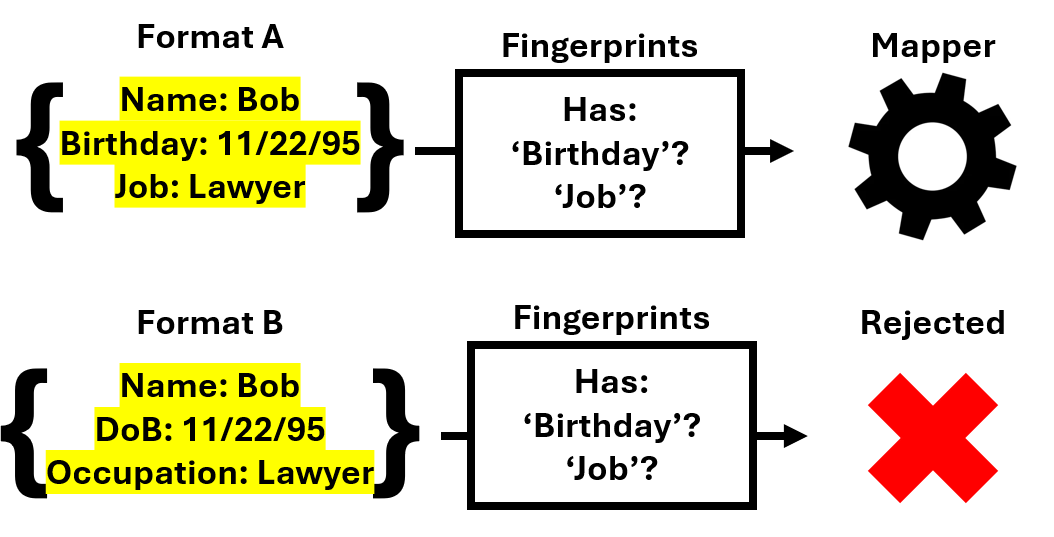 Format A
Name: Bob
Birthday: 11/22/95
Job: Lawyer
Fingerprints
Has:
‘Birthday’?
‘Job’?
Mapper
Format B
Name: Bob
DoB: 11/22/95
Occupation: Lawyer
Fingerprints
Has:
‘Birthday’?
‘Job’?
Rejected